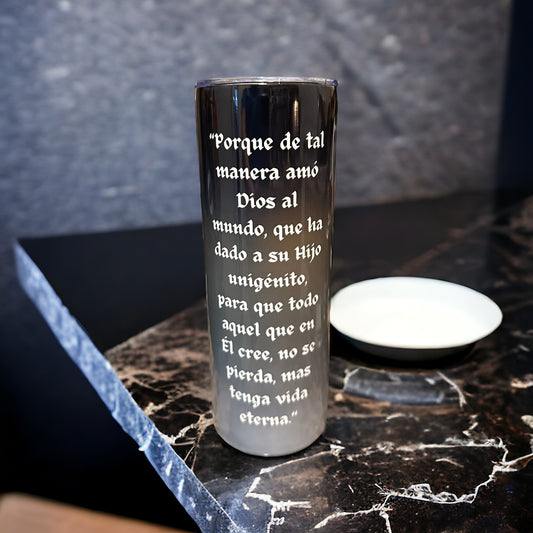 "Porque de tal
manera amó
Dios al
mundo, que ha
dado a su Hijo
unigénito,
para que todo
aquel que en
Él cree, no se
pierda, mas
tenga vida
eterna."